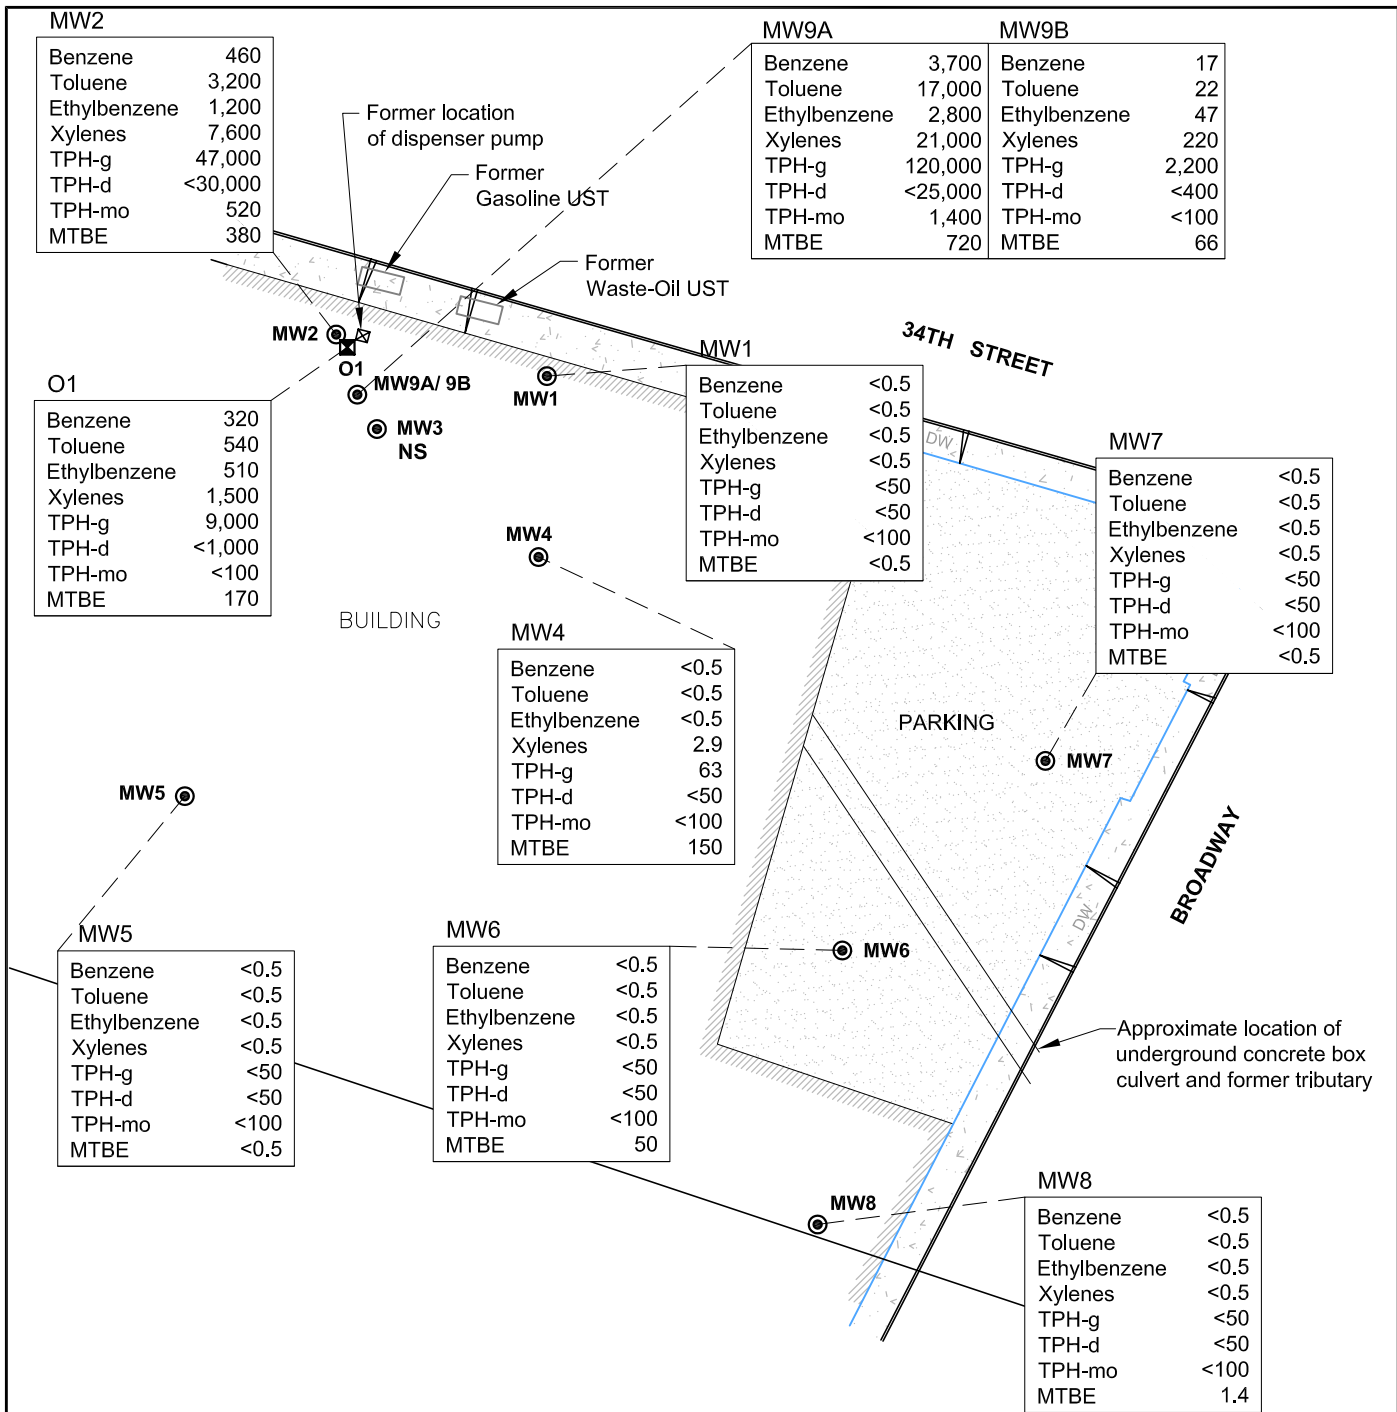 MW2
Benzene 460
Toluene 3,200
Ethylbenzene 1,200
Xylenes 7,600
TPH-g 47,000
TPH-d <30,000
TPH-mo 520
MTBE 380
MW9A
Benzene 3,700
Toluene 17,000
Ethylbenzene 2,800
Xylenes 21,000
TPH-g 120,000
TPH-d <25,000
TPH-mo 1,400
MTBE 720
MW9B
Benzene 17
Toluene 22
Ethylbenzene 47
Xylenes 220
TPH-g 2,200
TPH-d <400
TPH-mo <100
MTBE 66
Former location
of dispenser pump
Former
Gasoline UST
Former
Waste-Oil UST
34TH STREET
MW2
O1
MW9A/ 9B
MW3
NS
MW1
O1
Benzene 320
Toluene 540
Ethylbenzene 510
Xylenes 1,500
TPH-g 9,000
TPH-d <1,000
TPH-mo <100
MTBE 170
MW1
Benzene <0.5
Toluene <0.5
Ethylbenzene <0.5
Xylenes <0.5
TPH-g <50
TPH-d <50
TPH-mo <100
MTBE <0.5
DW
MW7
Benzene <0.5
Toluene <0.5
Ethylbenzene <0.5
Xylenes <0.5
TPH-g <50
TPH-d <50
TPH-mo <100
MTBE <0.5
MW4
BUILDING
MW4
Benzene <0.5
Toluene <0.5
Ethylbenzene <0.5
Xylenes 2.9
TPH-g 63
TPH-d <50
TPH-mo <100
MTBE 150
PARKING
MW7
MW5
BROADWAY
DW
MW5
Benzene <0.5
Toluene <0.5
Ethylbenzene <0.5
Xylenes <0.5
TPH-g <50
TPH-d <50
TPH-mo <100
MTBE <0.5
MW6
Benzene <0.5
Toluene <0.5
Ethylbenzene <0.5
Xylenes <0.5
TPH-g <50
TPH-d <50
TPH-mo <100
MTBE 50
MW6
Approximate location of
underground concrete box
culvert and former tributary
MW8
MW8
Benzene <0.5
Toluene <0.5
Ethylbenzene <0.5
Xylenes <0.5
TPH-g <50
TPH-d <50
TPH-mo <100
MTBE 1.4